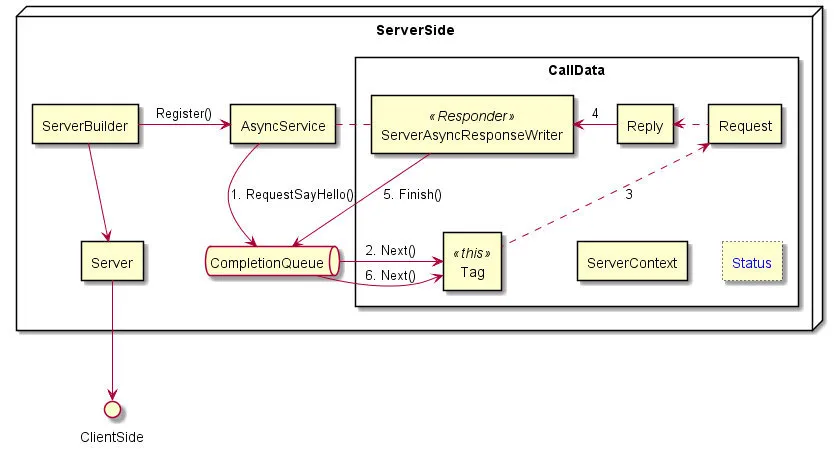 ServerSide
CallData
ServerBuilder
Register()
AsyncService
«Responder»
ServerAsyncResponseWriter
4
Reply
Request
1. RequestSayHello()
5. Finish()
3
Server
CompletionQueue
2. Next()
6. Next()
«this»
Tag
ServerContext
Status
ClientSide